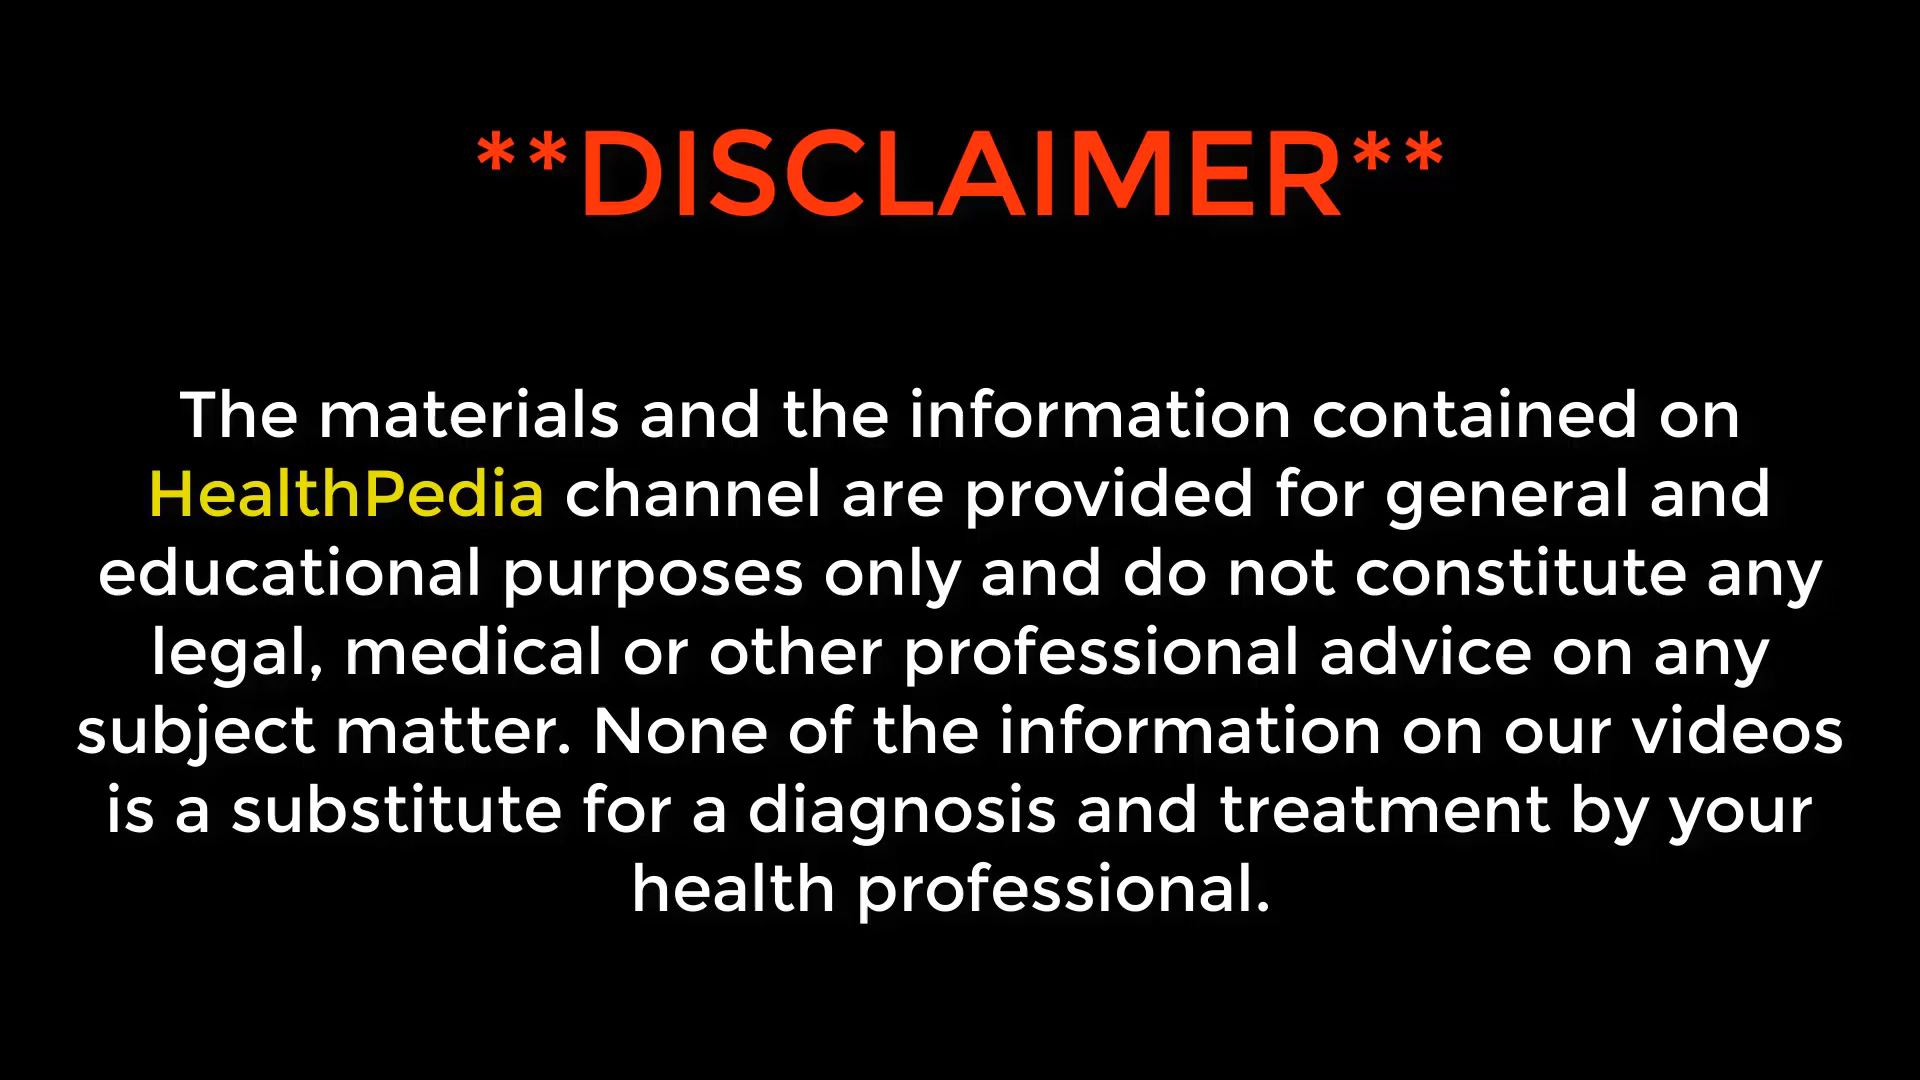 **DISCLAIMER**
The materials and the information contained on
HealthPedia channel are provided for general and
educational purposes only and do not constitute any
legal, medical or other professional advice on any
subject matter. None of the information on our videos
is a substitute for a diagnosis and treatment by your
health professional.